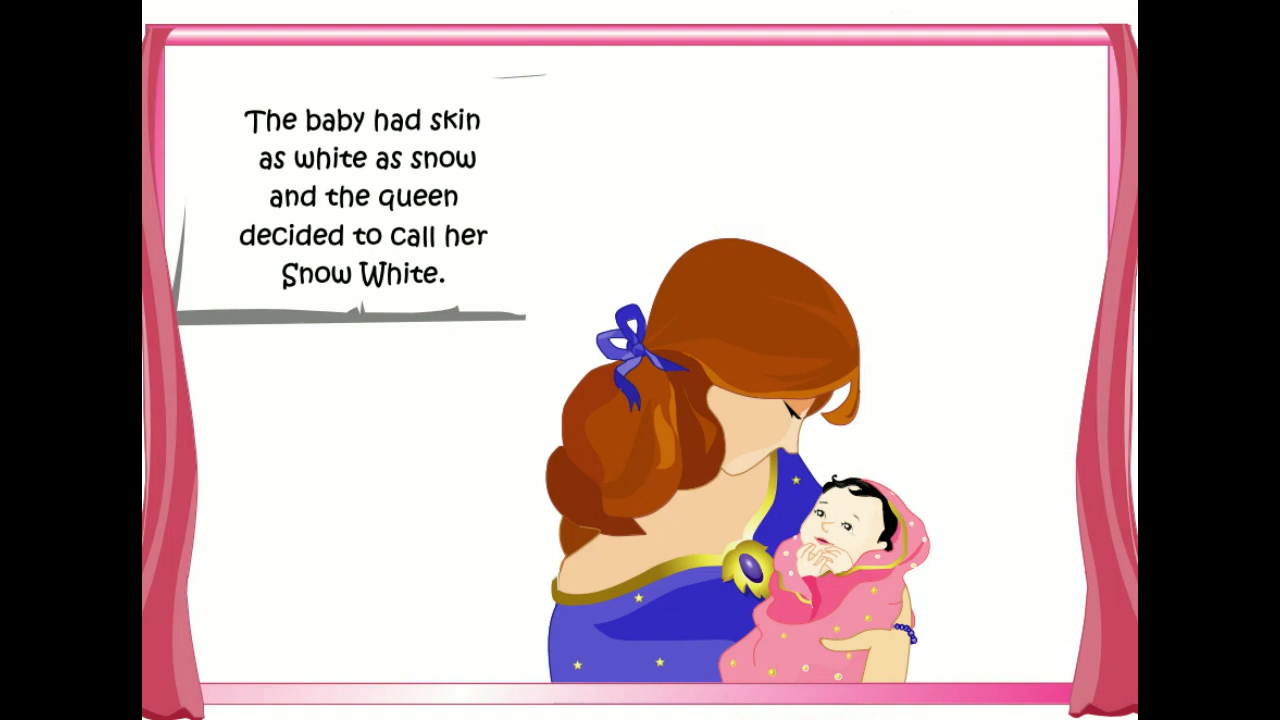 The baby had skin
as white as snow
and the queen
decided to call her
Snow White.